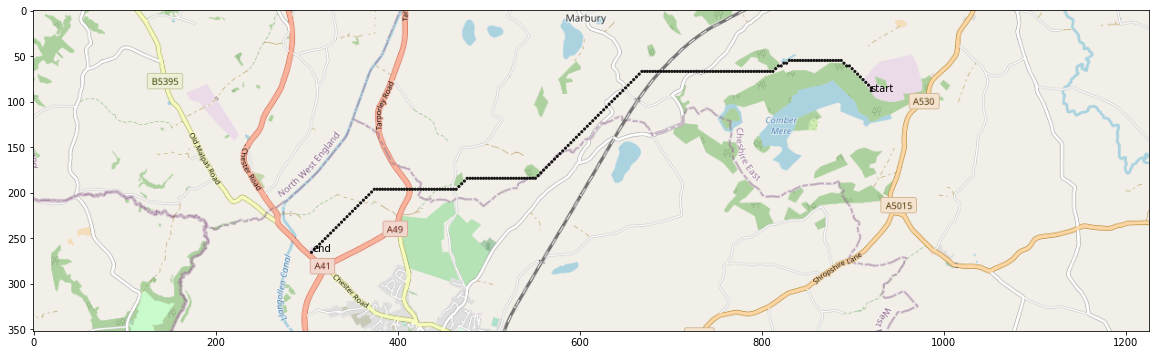 Marbury
B5395
Old Malpas Road
Chester Road
Tarporley Road
North West England
Llangollen Canal
Comber
Mere
Cheshire East
start
A530
A5015
Shropshire Lane
West
end
A49
A41
Chester Road
0
50
100
150
200
250
300
350
0
200
400
600
800
1000
1200